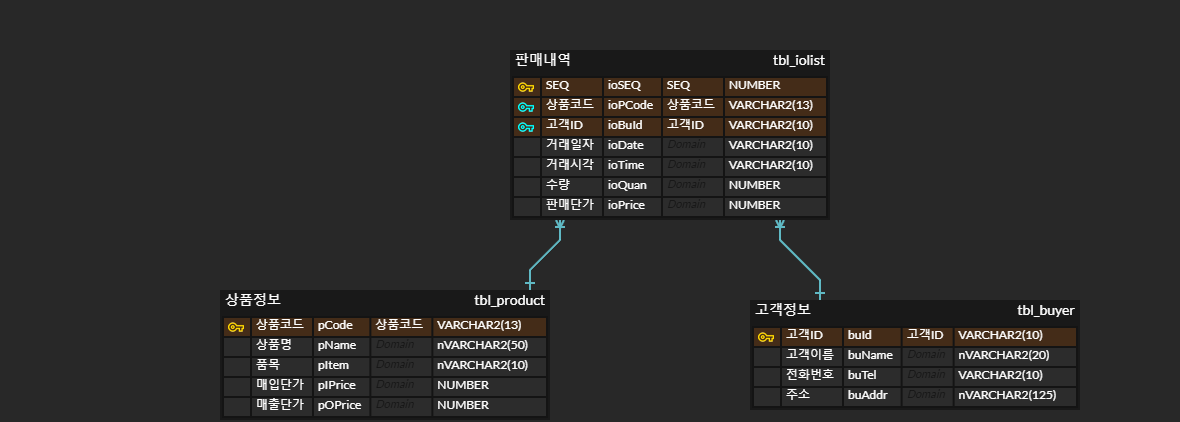 판매내역 tbl_iolist
SEQ ioSEQ SEQ NUMBER
상품코드 ioPCode 상품코드 VARCHAR2(13)
고객ID ioBuId 고객ID VARCHAR2(10)
거래일자 ioDate Domain VARCHAR2(10)
거래시각 ioTime Domain VARCHAR2(10)
수량 ioQuan Domain NUMBER
판매단가 ioPrice Domain NUMBER
상품정보 tbl_product
상품코드 pCode 상품코드 VARCHAR2(13)
상품명 pName Domain nVARCHAR2(50)
품목 pItem Domain nVARCHAR2(10)
매입단가 pIPrice Domain NUMBER
매출단가 pOPrice Domain NUMBER
고객정보 tbl_buyer
고객ID buId 고객ID VARCHAR2(10)
고객이름 buName Domain nVARCHAR2(20)
전화번호 buTel Domain VARCHAR2(10)
주소 buAddr Domain nVARCHAR2(125)